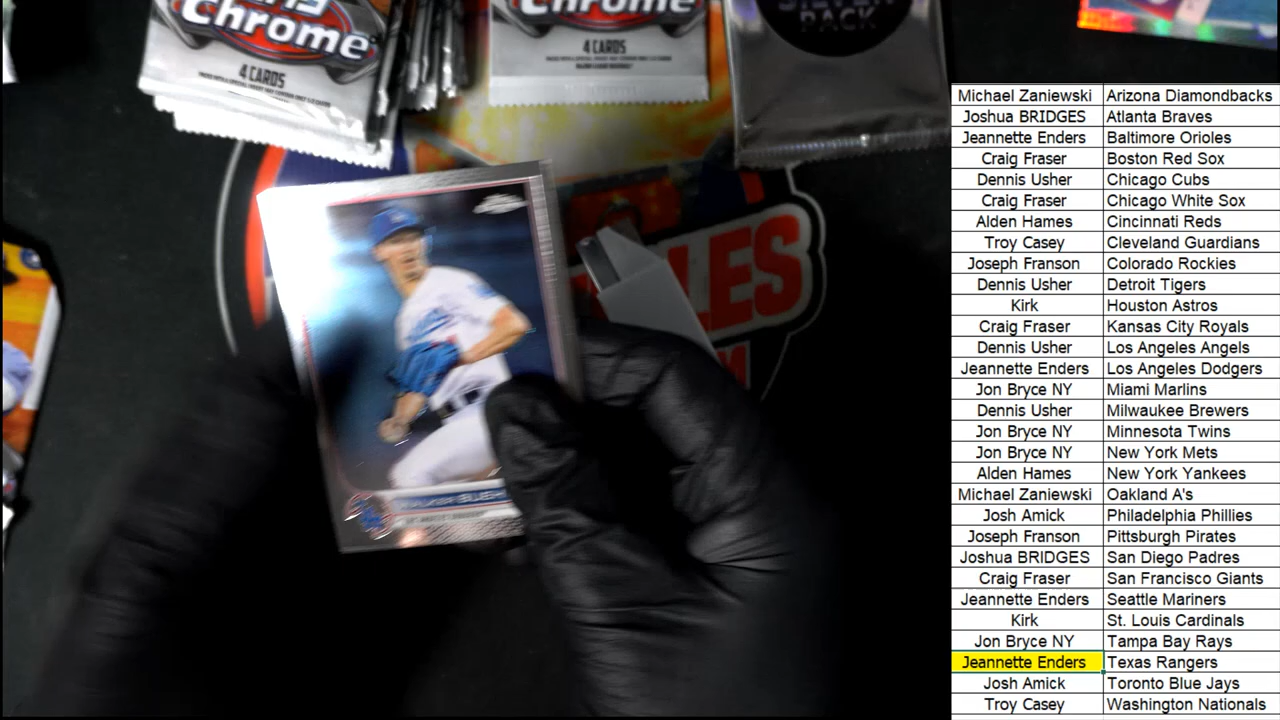 Chrome
4 CARDS
Chrome
4 CARDS
SILVER
PACK
LES
Michael Zaniewski Arizona Diamondbacks
Joshua BRIDGES Atlanta Braves
Jeannette Enders Baltimore Orioles
Craig Fraser Boston Red Sox
Dennis Usher Chicago Cubs
Craig Fraser Chicago White Sox
Alden Hames Cincinnati Reds
Troy Casey Cleveland Guardians
Joseph Franson Colorado Rockies
Dennis Usher Detroit Tigers
Kirk Houston Astros
Craig Fraser Kansas City Royals
Dennis Usher Los Angeles Angels
Jeannette Enders Los Angeles Dodgers
Jon Bryce NY Miami Marlins
Dennis Usher Milwaukee Brewers
Jon Bryce NY Minnesota Twins
Jon Bryce NY New York Mets
Alden Hames New York Yankees
Michael Zaniewski Oakland A's
Josh Amick Philadelphia Phillies
Joseph Franson Pittsburgh Pirates
Joshua BRIDGES San Diego Padres
Craig Fraser San Francisco Giants
Jeannette Enders Seattle Mariners
Kirk St. Louis Cardinals
Jon Bryce NY Tampa Bay Rays
Jeannette Enders Texas Rangers
Josh Amick Toronto Blue Jays
Troy Casey Washington Nationals